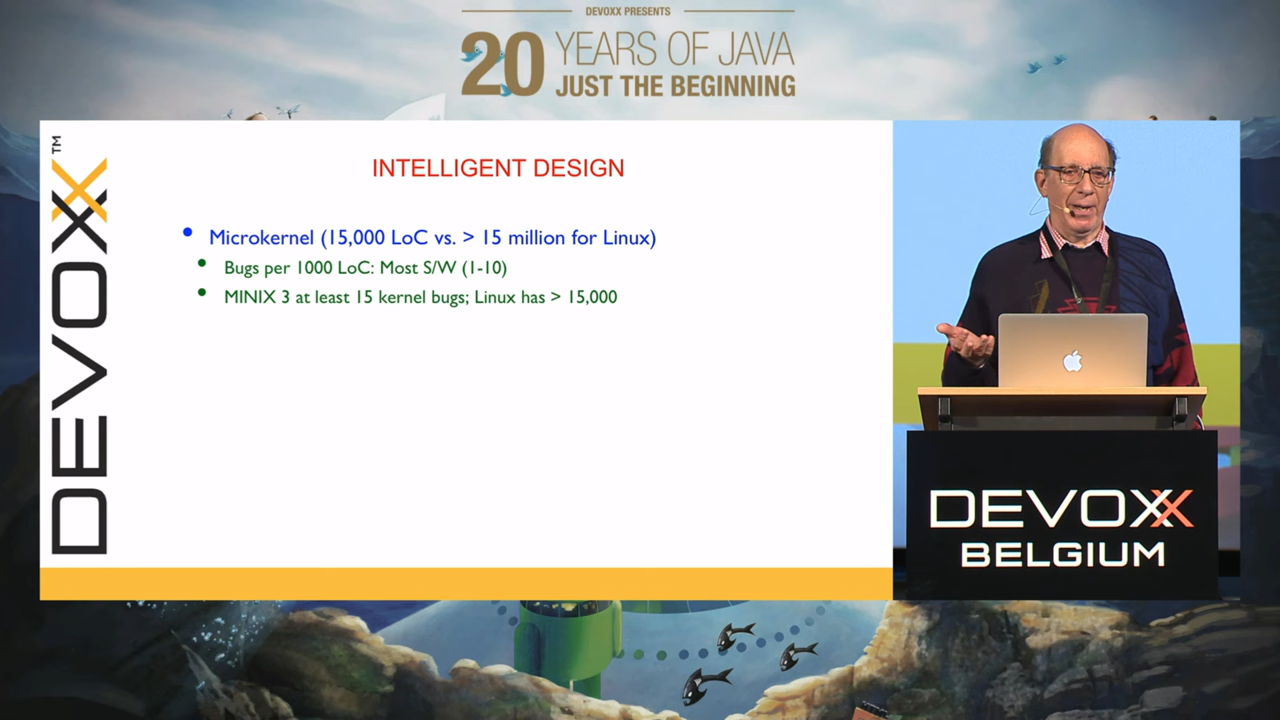 DEVOXX PRESENTS
20 YEARS OF JAVA
JUST THE BEGINNING
DEVOXX™
INTELLIGENT DESIGN
• Microkernel (15,000 LoC vs. > 15 million for Linux)
• Bugs per 1000 LoC: Most S/W (1-10)
• MINIX 3 at least 15 kernel bugs; Linux has > 15,000
DEVOXX
BELGIUM